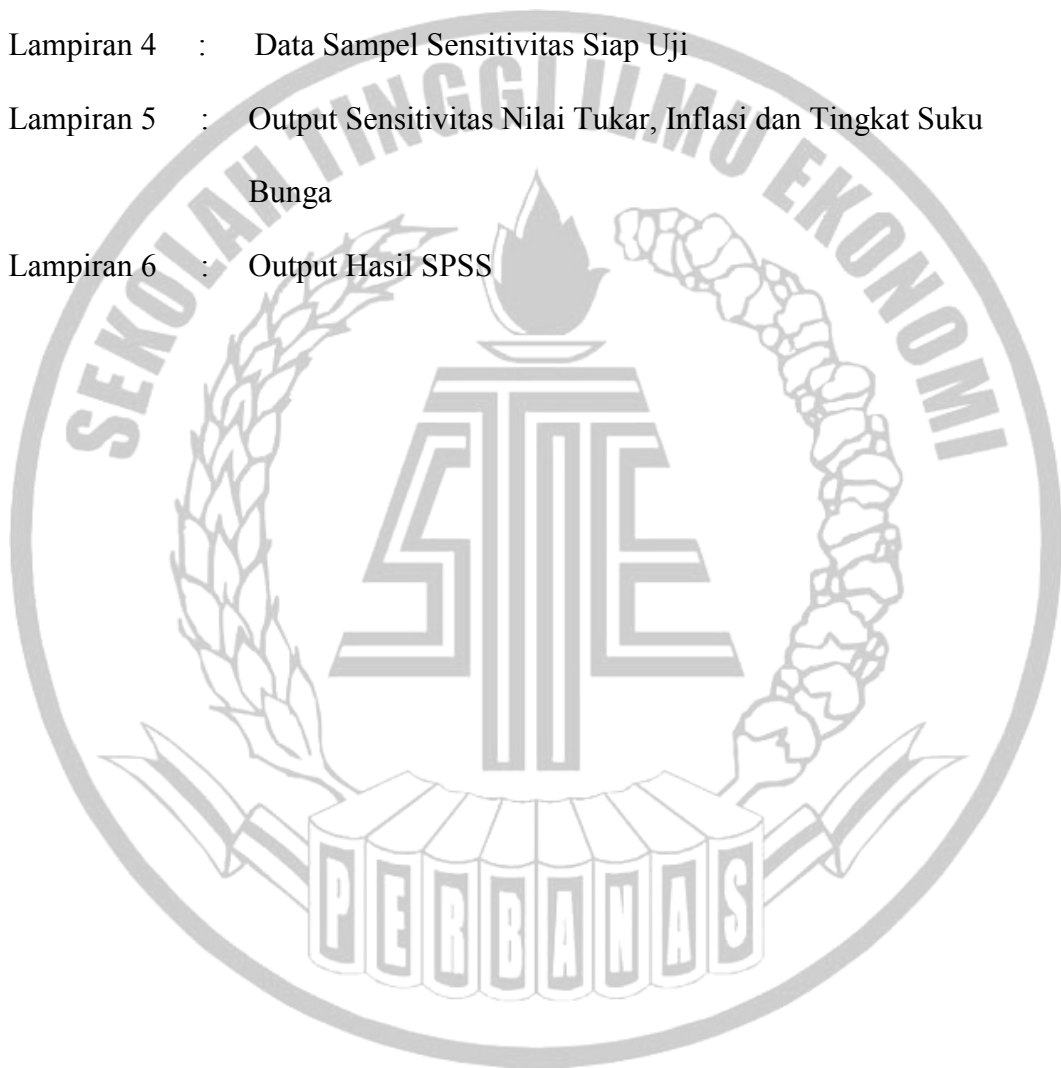 Lampiran 4 : Data Sampel Sensitivitas Siap Uji
Lampiran 5 : Output Sensitivitas Nilai Tukar, Inflasi dan Tingkat Suku
Bunga
Lampiran 6 : Output Hasil SPSS
SEKOLAH TINGGI ILMU EKONOMI
STIE
PERBANAS